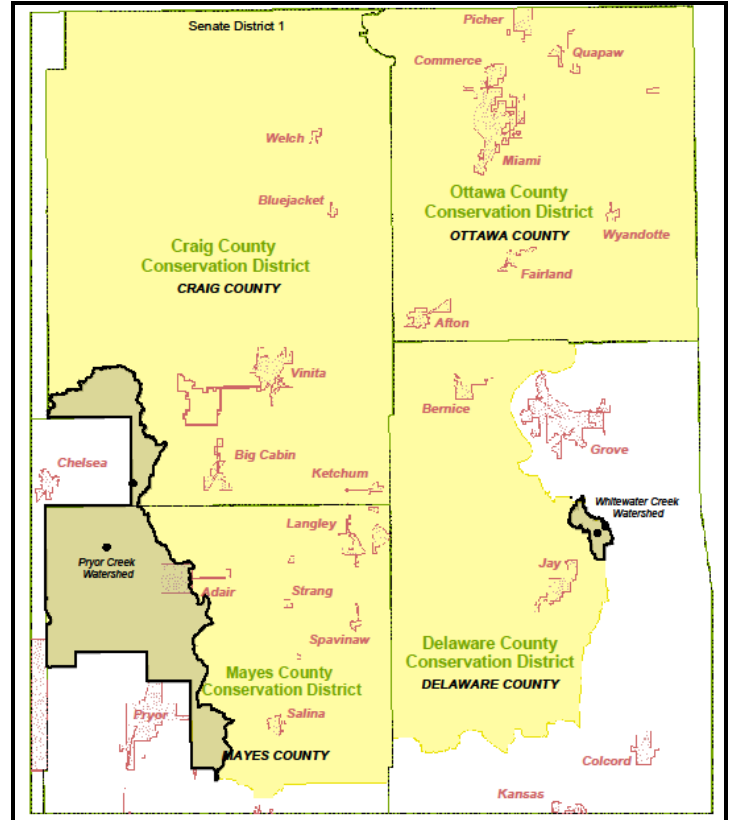 Senate District 1
Picher
Quapaw
Commerce
Welch
Miami
Bluejacket
Ottawa County
Conservation District
OTTAWA COUNTY
Wyandotte
Craig County
Conservation District
CRAIG COUNTY
Fairland
Afton
Vinita
Bernice
Grove
Big Cabin
Chelsea
Ketchum
Whitewater Creek
Watershed
Langley
Pryor Creek
Watershed
Jay
Adair
Strang
Spavinaw
Delaware County
Conservation District
DELAWARE COUNTY
Mayes County
Conservation District
Pryor
Salina
MAYES COUNTY
Colcord
Kansas